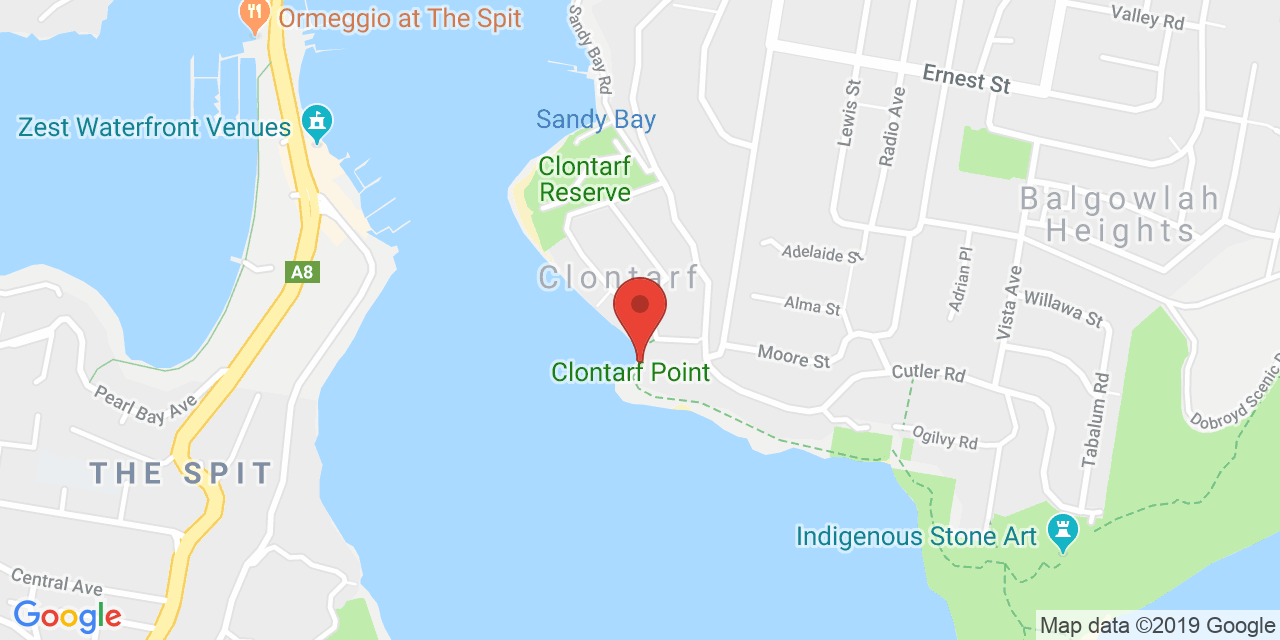 Ormeggio at The Spit
Sandy Bay Rd
Valley Rd
Ernest St
Lewis St
Radio Ave
Zest Waterfront Venues
Sandy Bay
Clontarf
Reserve
Balgowlah
Heights
A8
Clontarf
Adelaide S
Adrian Pl
Alma St
Vista Ave
Willawa St
Clontarf Point
Moore St
Cutler Rd
Pearl Bay Ave
Tabalum Rd
Dobroyd Scenic D
Ogilvy Rd
THE SPIT
Indigenous Stone Art
Central Ave
Google
Map data ©2019 Google